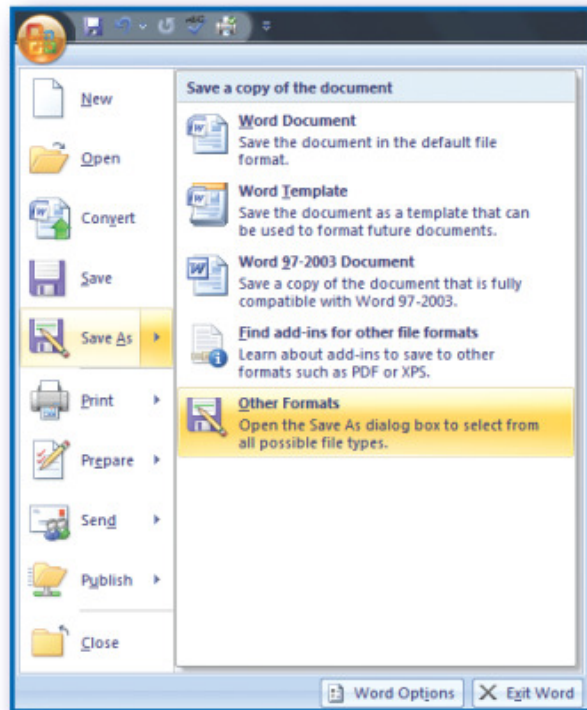 New
Open
Convert
Save
Save As
Print
Prepare
Send
Publish
Close
Save a copy of the document
Word Document
Save the document in the default file
format.
Word Template
Save the document as a template that can
be used to format future documents.
Word 97-2003 Document
Save a copy of the document that is fully
compatible with Word 97-2003.
Find add-ins for other file formats
Learn about add-ins to save to other
formats such as PDF or XPS.
Other Formats
Open the Save As dialog box to select from
all possible file types.
Word Options
Exit Word